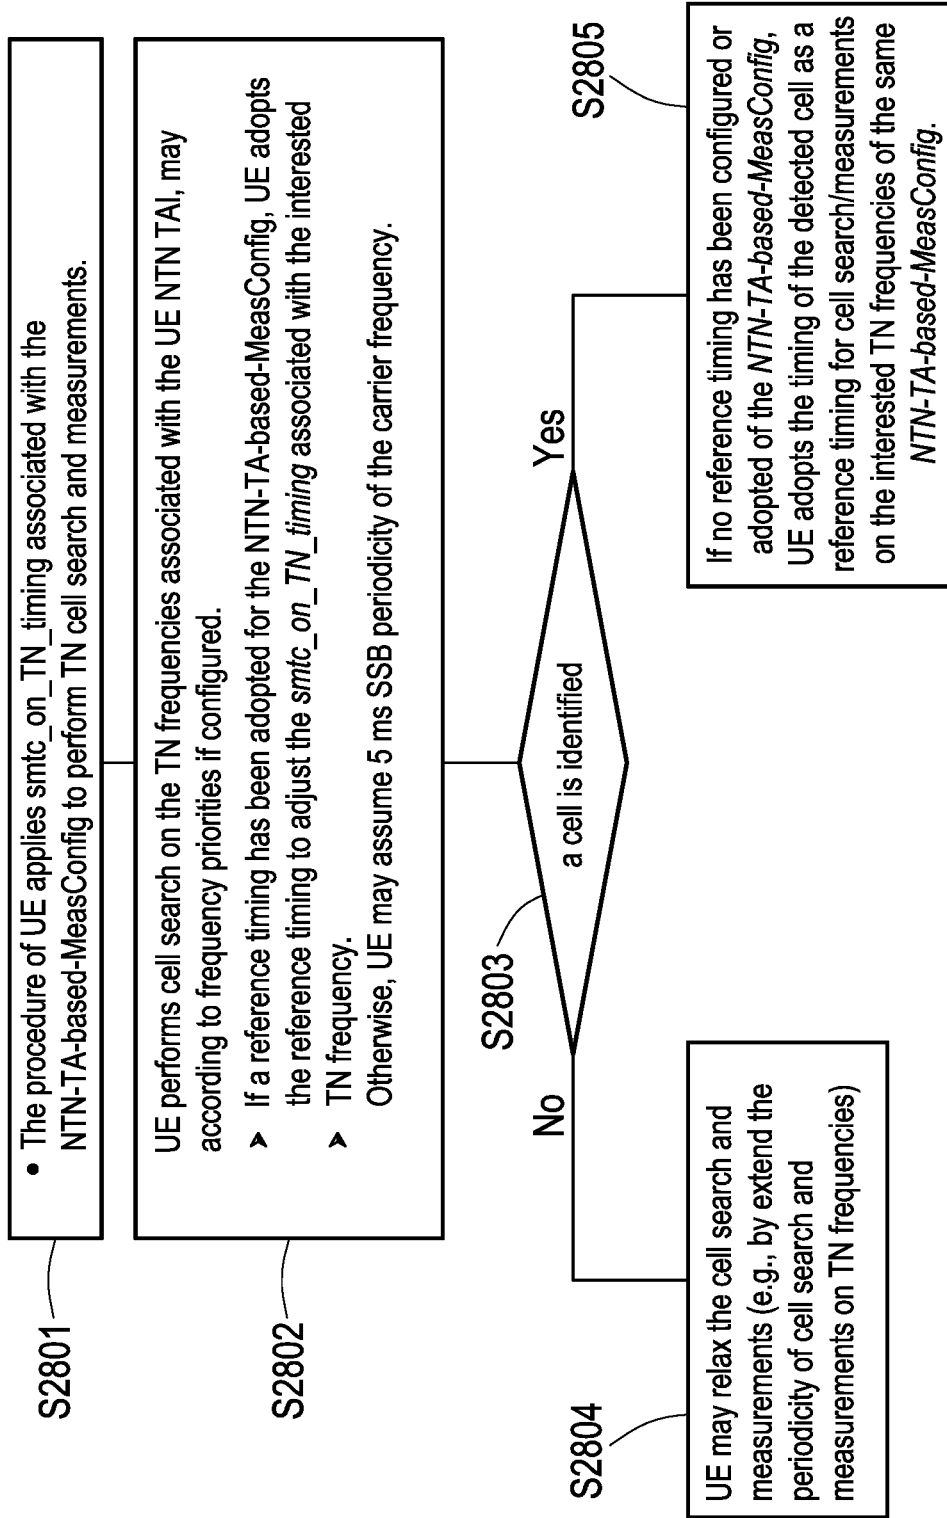 S2801
• The procedure of UE applies smtc_on_TN_timing associated with the
NTN-TA-based-MeasConfig to perform TN cell search and measurements.
S2802
UE performs cell search on the TN frequencies associated with the UE NTN TAI, may
according to frequency priorities if configured.
➢ If a reference timing has been adopted for the NTN-TA-based-MeasConfig, UE adopts
the reference timing to adjust the smtc_on_TN_timing associated with the interested
➢ TN frequency.
Otherwise, UE may assume 5 ms SSB periodicity of the carrier frequency.
S2803
a cell is identified
No
Yes
S2804
UE may relax the cell search and
measurements (e.g., by extend the
periodicity of cell search and
measurements on TN frequencies)
S2805
If no reference timing has been configured or
adopted of the NTN-TA-based-MeasConfig,
UE adopts the timing of the detected cell as a
reference timing for cell search/measurements
on the interested TN frequencies of the same
NTN-TA-based-MeasConfig.